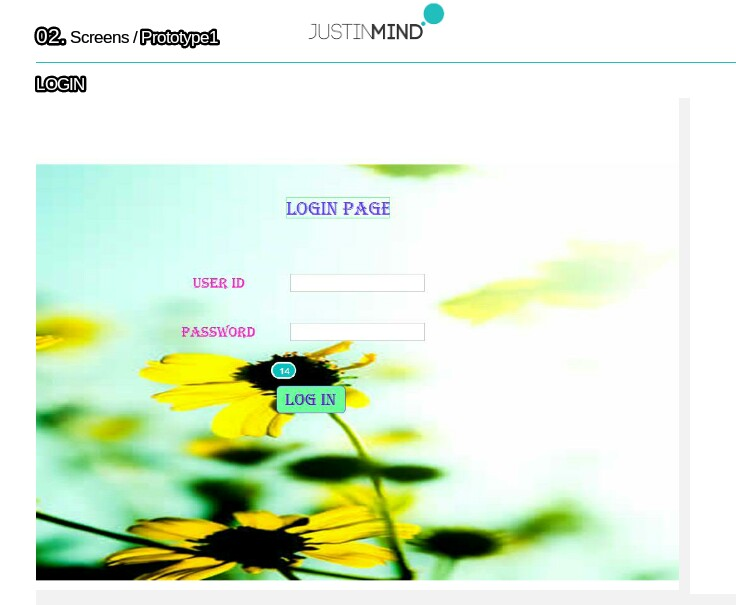 02. Screens / Prototype1
JUSTINMIND
LOGIN
LOGIN PAGE
USER ID
PASSWORD
14
LOG IN